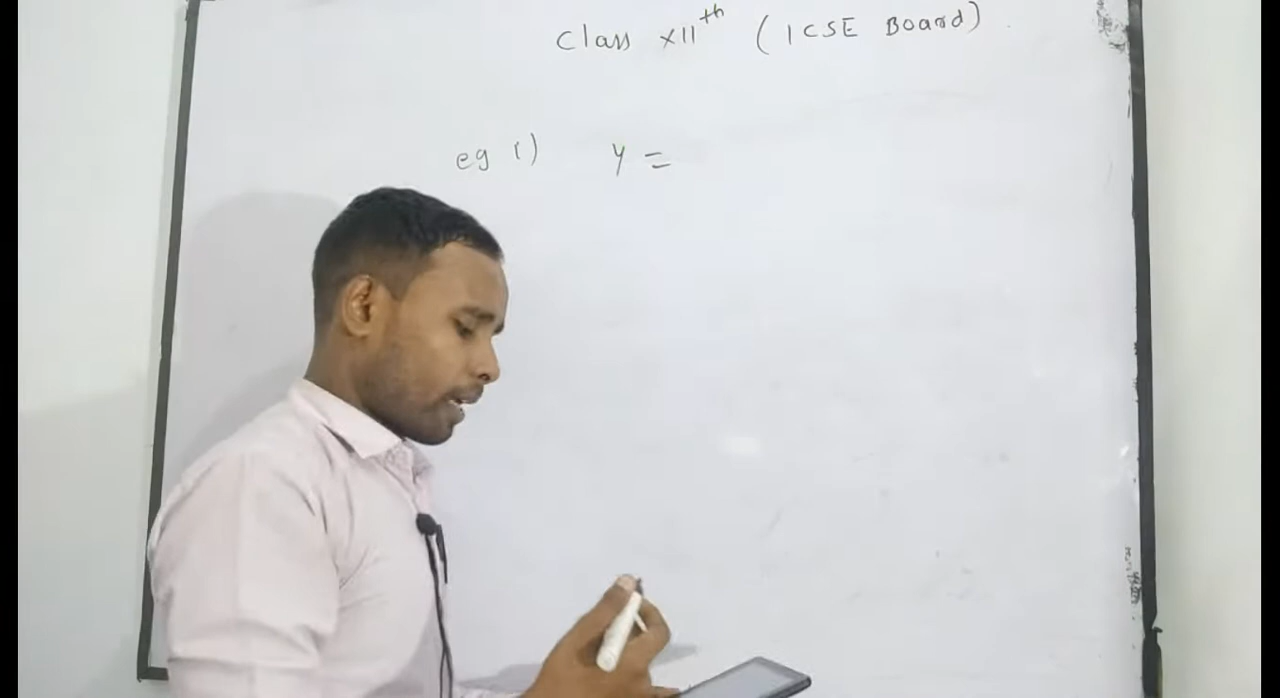 Class XIIth (ICSE Board)
eg 1) y =